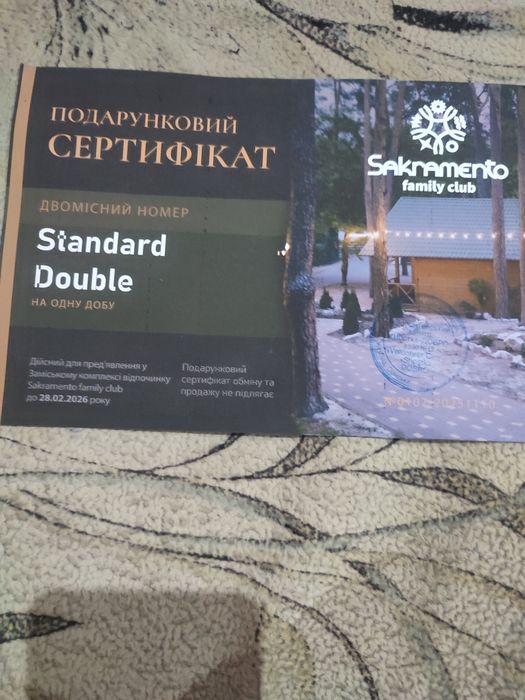 ПОДАРУНКОВИЙ
СЕРТИФІКАТ
ДВОМІСНИЙ НОМЕР
Standard
Double
НА ОДНУ ДОБУ
Дійсний для пред'явлення у
Заміському комплексі відпочинку
Sakramento family club
до 28.02.2026 року
Подарунковий
сертифікат обміну та
продажу не підлягає
Sakramento
family club